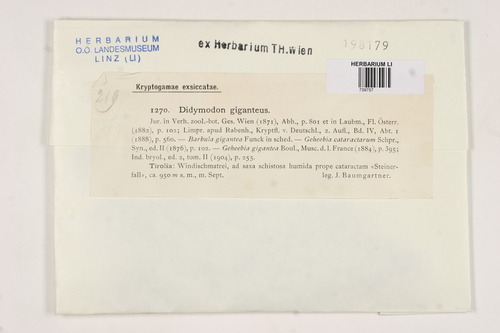 HERBARIUM
O.Ö. LANDESMUSEUM
LINZ (LI)
ex Herbarium TH. Wien
198179
HERBARIUM LI
219
Kryptogamae exsiccatae.
1270. Didymodon giganteus.
Jur. in Verh. zool.-bot. Ges. Wien (1871), Abh., p. 801 et in Laubm., Fl. Österr.
(1882), p. 102; Limpr. apud Rabenh., Kryptfl. v. Deutschl., 2. Aufl., Bd. IV, Abt. 1
(1888), p. 560. — Barbula gigantea Funck in sched. — Geheebia cataractarum Schpr.,
Syn., ed. II (1876), p. 102. — Geheebia gigantea Boul., Musc. d. l. France (1884), p. 395;
Ind. bryol., ed. 2, tom. II (1904), p. 255.
Tirolia: Windischmatrei, ad saxa schistosa humida prope cataractam «Steiner-
fall», ca. 950 m s. m., m. Sept. leg. J. Baumgartner.